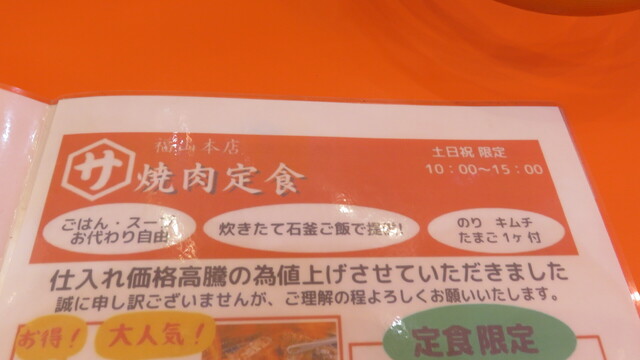 サ
福山本店
焼肉定食
土日祝 限定
10：00～15：00
ごはん・スープ
お代わり自由
炊きたて石釜ご飯で提供！
のり キムチ
たまご1ヶ付
仕入れ価格高騰の為値上げさせていただきました
誠に申し訳ございませんが、ご理解の程よろしくお願いいたします。
お得！
大人気！
定食限定